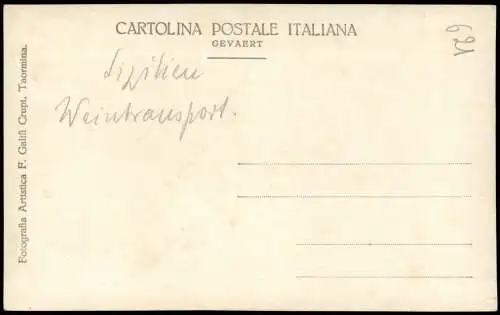 CARTOLINA POSTALE ITALIANA
GEVAERT
Sizilien
Weintransport.
Fotografia Artistica F. Galifi Crupi, Taormina.